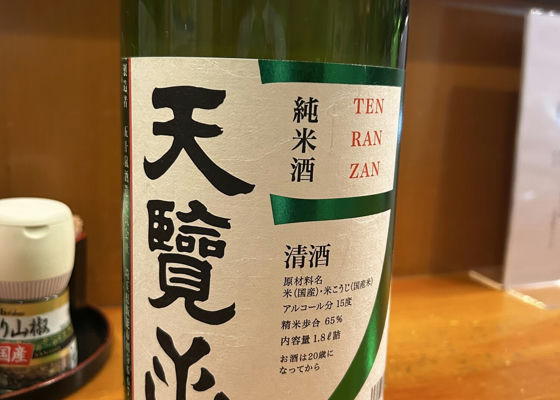 天覽山
純米酒
TEN
RAN
ZAN
清酒
原材料名
米(国産)・米こうじ(国産米)
アルコール分 15度
精米歩合 65%
内容量 1.8ℓ詰
お酒は20歳に
なってから
山椒
国産